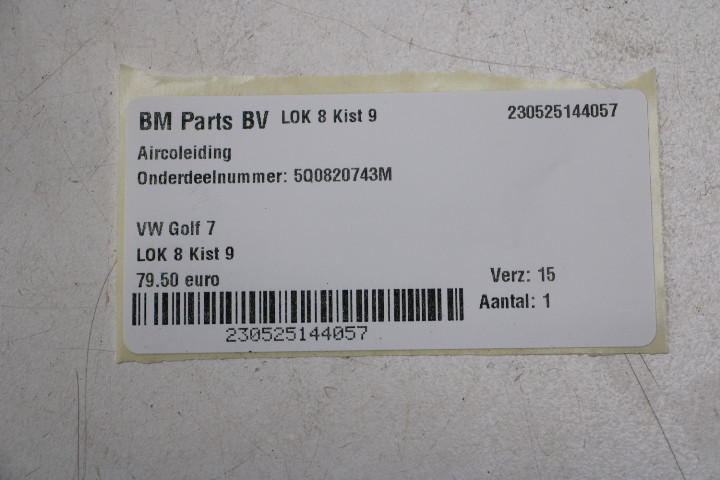 BM Parts BV LOK 8 Kist 9 230525144057
Aircoleiding
Onderdeelnummer: 5Q0820743M
VW Golf 7
LOK 8 Kist 9
79.50 euro Verz: 15
Aantal: 1
230525144057